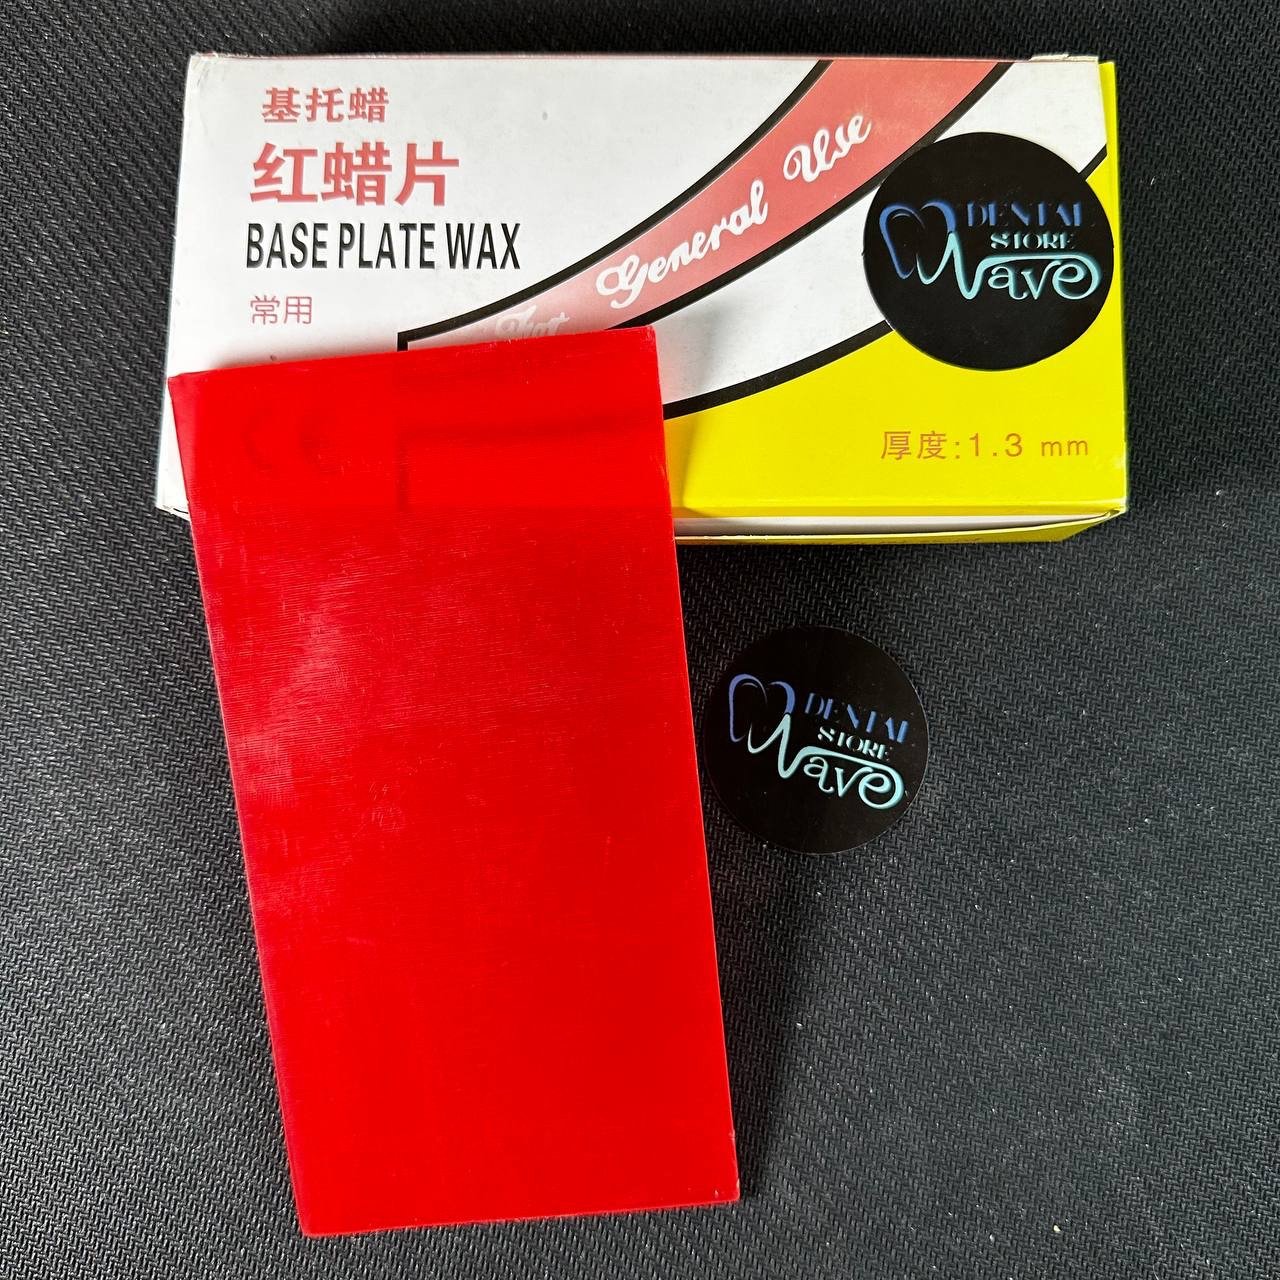 基托蜡
红蜡片
BASE PLATE WAX
常用
General Use
DENTAL
STORE
Wave
厚度:1.3 mm
CE
DENTAL
STORE
Wave